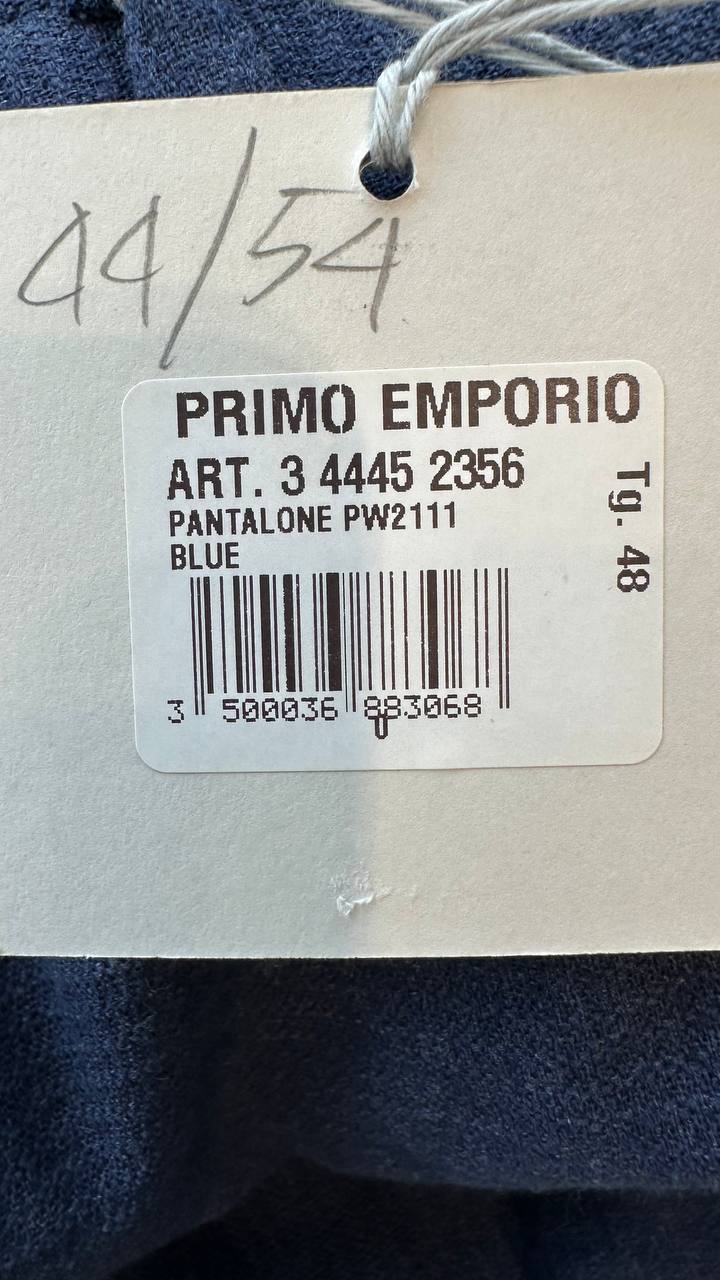 44/54
PRIMO EMPORIO
ART. 3 4445 2356
PANTALONE PW2111
BLUE
Tg. 48
3 500036 883068
U